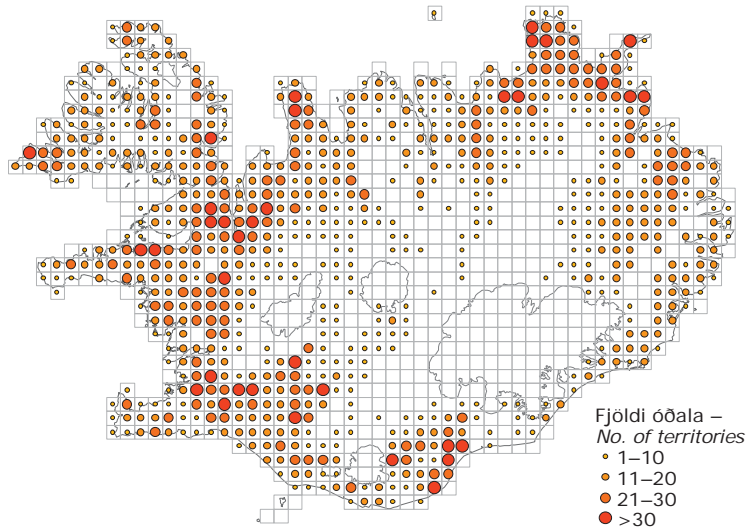 Fjöldi óðala –
No. of territories
1–10
11–20
21–30
>30